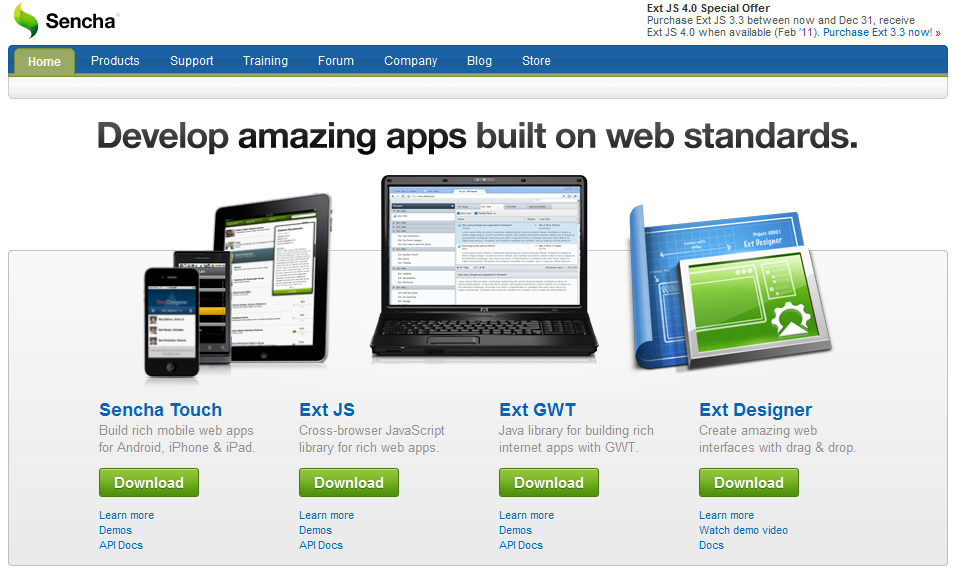 Sencha
Ext JS 4.0 Special Offer
Purchase Ext JS 3.3 between now and Dec 31, receive
Ext JS 4.0 when available (Feb '11). Purchase Ext 3.3 now! »
Home Products Support Training Forum Company Blog Store
Develop amazing apps built on web standards.
Project 00001
Ext Designer
Sencha Touch
Build rich mobile web apps
for Android, iPhone & iPad.
Download
Learn more
Demos
API Docs
Ext JS
Cross-browser JavaScript
library for rich web apps.
Download
Learn more
Demos
API Docs
Ext GWT
Java library for building rich
internet apps with GWT.
Download
Learn more
Demos
API Docs
Ext Designer
Create amazing web
interfaces with drag & drop.
Download
Learn more
Watch demo video
Docs